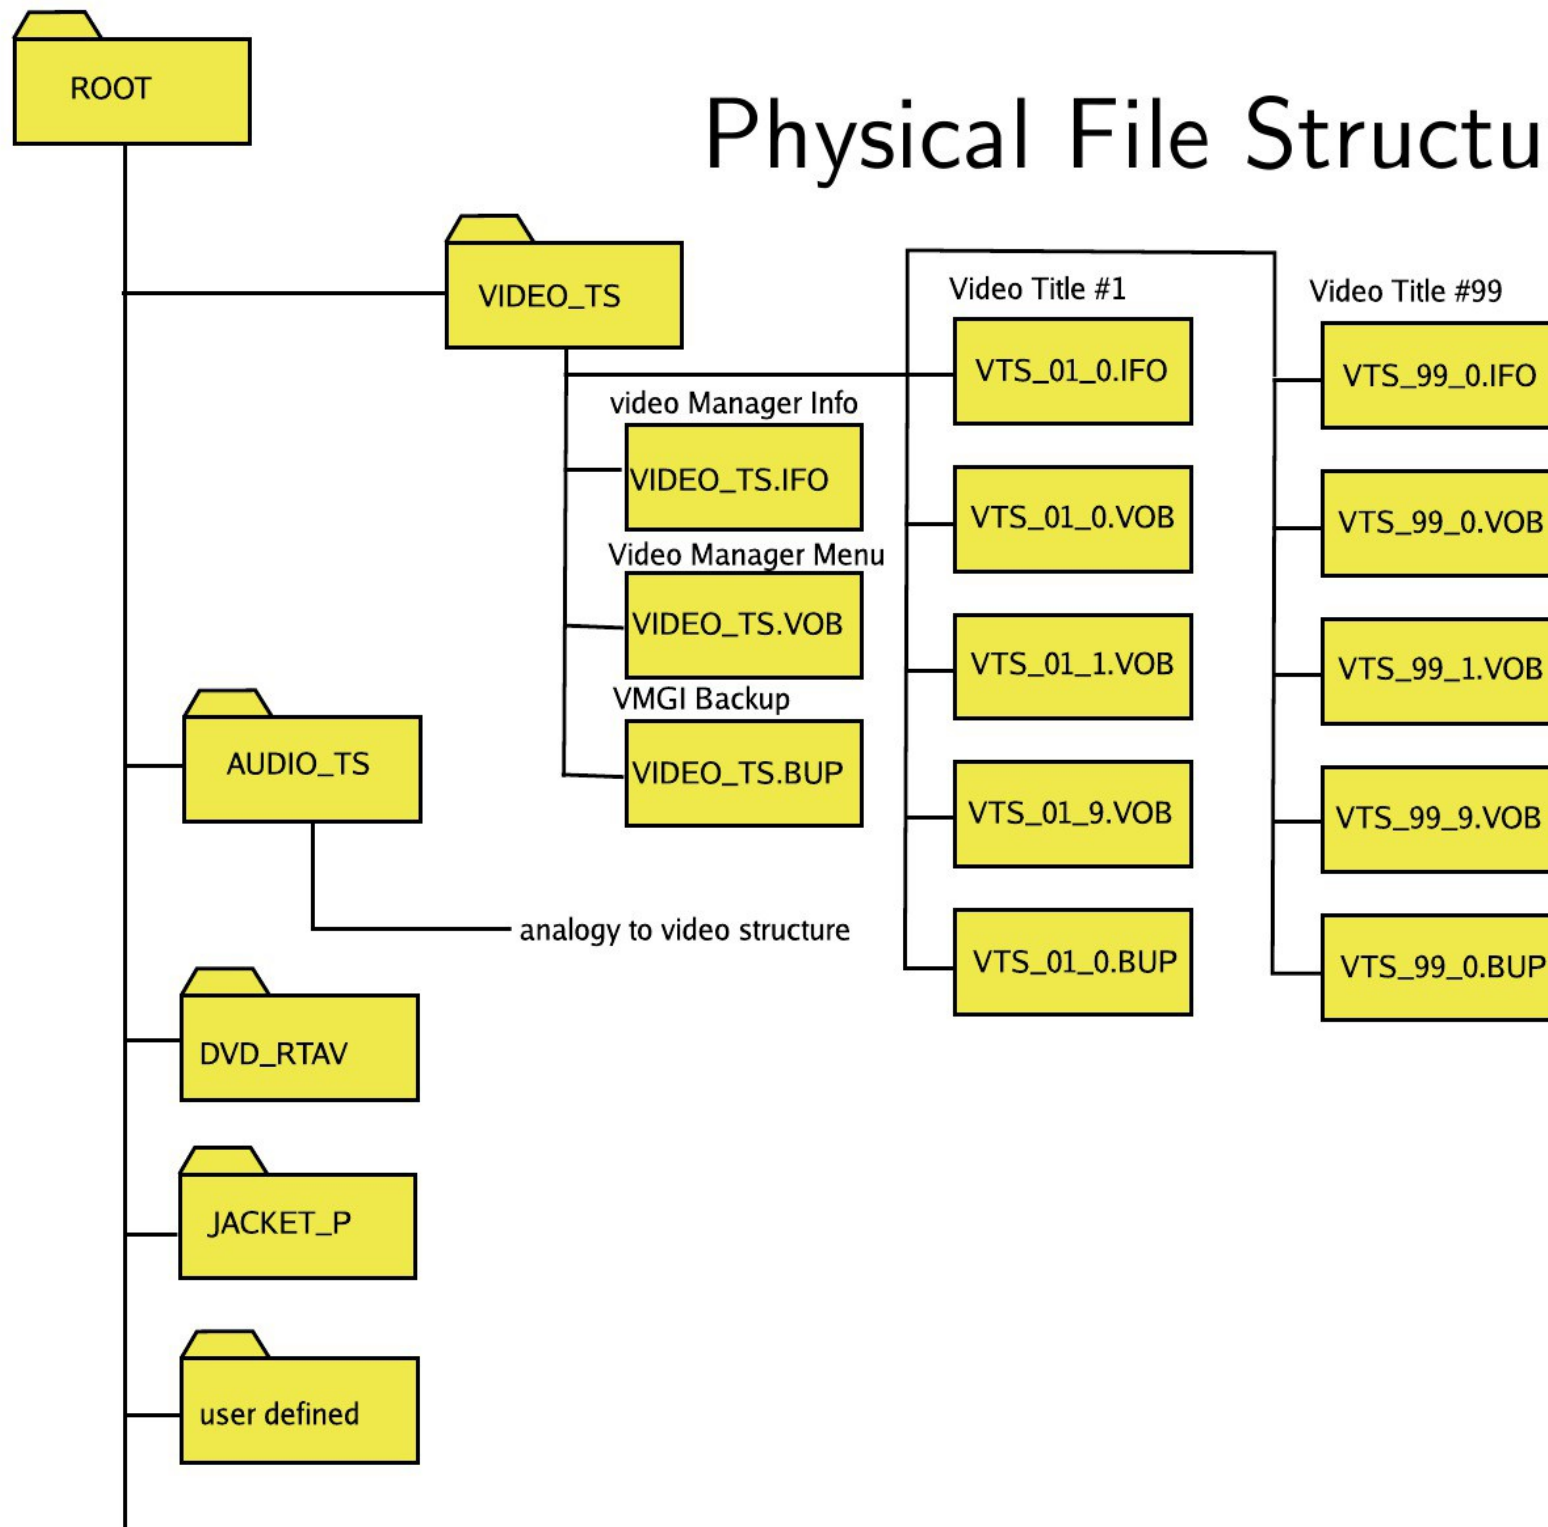 ROOT
Physical File Structu
VIDEO_TS
Video Title #1
Video Title #99
VTS_01_0.IFO
VTS_99_0.IFO
video Manager Info
VIDEO_TS.IFO
VTS_01_0.VOB
VTS_99_0.VOB
Video Manager Menu
VIDEO_TS.VOB
VTS_01_1.VOB
VTS_99_1.VOB
VMGI Backup
VIDEO_TS.BUP
AUDIO_TS
VTS_01_9.VOB
VTS_99_9.VOB
analogy to video structure
VTS_01_0.BUP
VTS_99_0.BUP
DVD_RTAV
JACKET_P
user defined